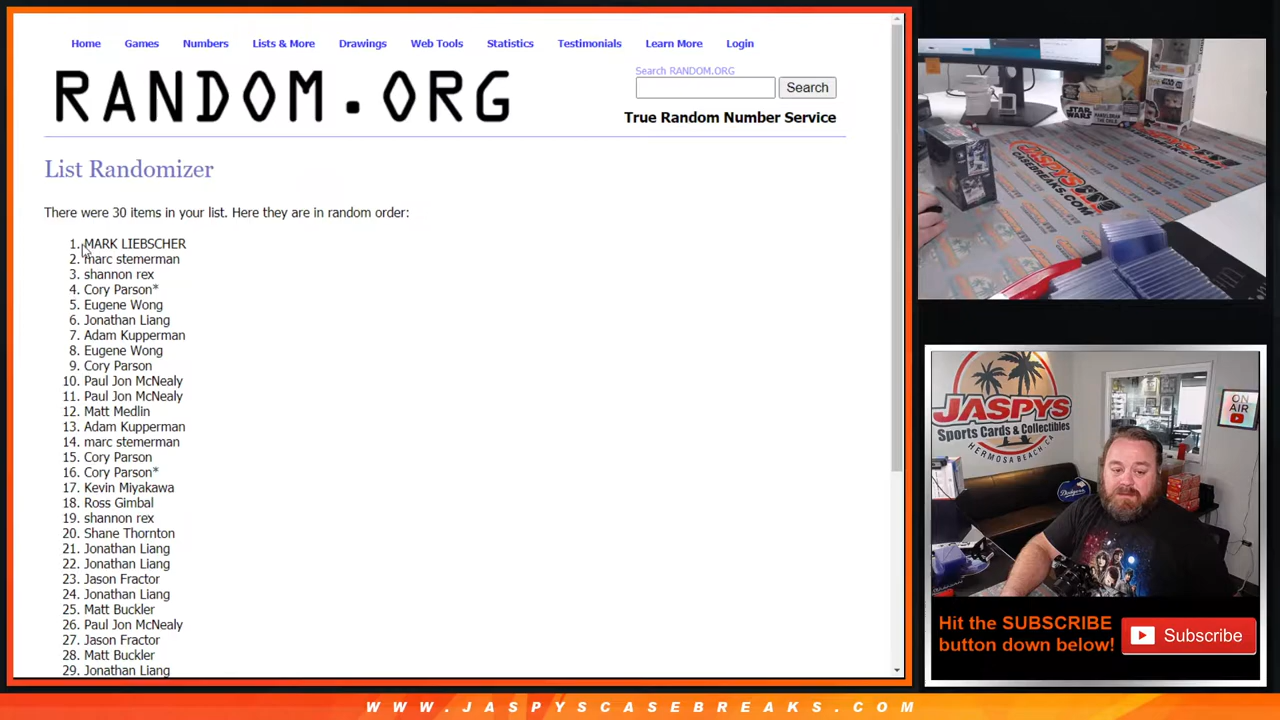 Home Games Numbers Lists & More Drawings Web Tools Statistics Testimonials Learn More Login
RANDOM.ORG
Search RANDOM.ORG
Search
True Random Number Service
List Randomizer
There were 30 items in your list. Here they are in random order:
1. MARK LIEBSCHER
2. marc stemerman
3. shannon rex
4. Cory Parson*
5. Eugene Wong
6. Jonathan Liang
7. Adam Kupperman
8. Eugene Wong
9. Cory Parson
10. Paul Jon McNealy
11. Paul Jon McNealy
12. Matt Medlin
13. Adam Kupperman
14. marc stemerman
15. Cory Parson
16. Cory Parson*
17. Kevin Miyakawa
18. Ross Gimbal
19. shannon rex
20. Shane Thornton
21. Jonathan Liang
22. Jonathan Liang
23. Jason Fractor
24. Jonathan Liang
25. Matt Buckler
26. Paul Jon McNealy
27. Jason Fractor
28. Matt Buckler
29. Jonathan Liang
STAR WARS
JASPYS
CASEBREAKS
JASPYS
Sports Cards & Collectibles
HERMOSA BEACH, CA
ON AIR
Dodgers
Hit the SUBSCRIBE
button down below!
Subscribe
WWW.JASPYSCASEBREAKS.COM